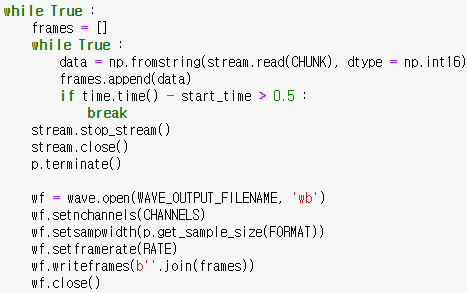 while True :
    frames = []
    while True :
        data = np.fromstring(stream.read(CHUNK), dtype = np.int16)
        frames.append(data)
        if time.time() - start_time > 0.5 :
            break
    stream.stop_stream()
    stream.close()
    p.terminate()

    wf = wave.open(WAVE_OUTPUT_FILENAME, 'wb')
    wf.setnchannels(CHANNELS)
    wf.setsampwidth(p.get_sample_size(FORMAT))
    wf.setframerate(RATE)
    wf.writeframes(b''.join(frames))
    wf.close()